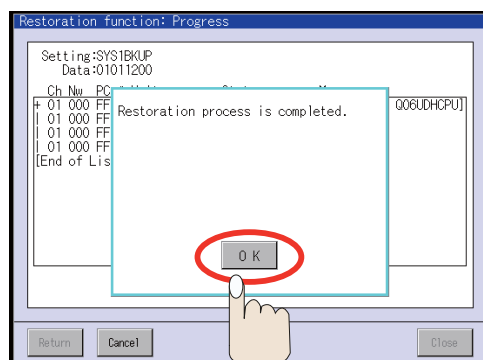 Restoration function: Progress
Setting:SYS1BKUP
Data:01011200
Ch Nw PC
+ 01 000 FF Q06UDHCPU]
| 01 000 FF
| 01 000 FF
| 01 000 FF
[End of Lis
Restoration process is completed.
OK
Return Cancel Close